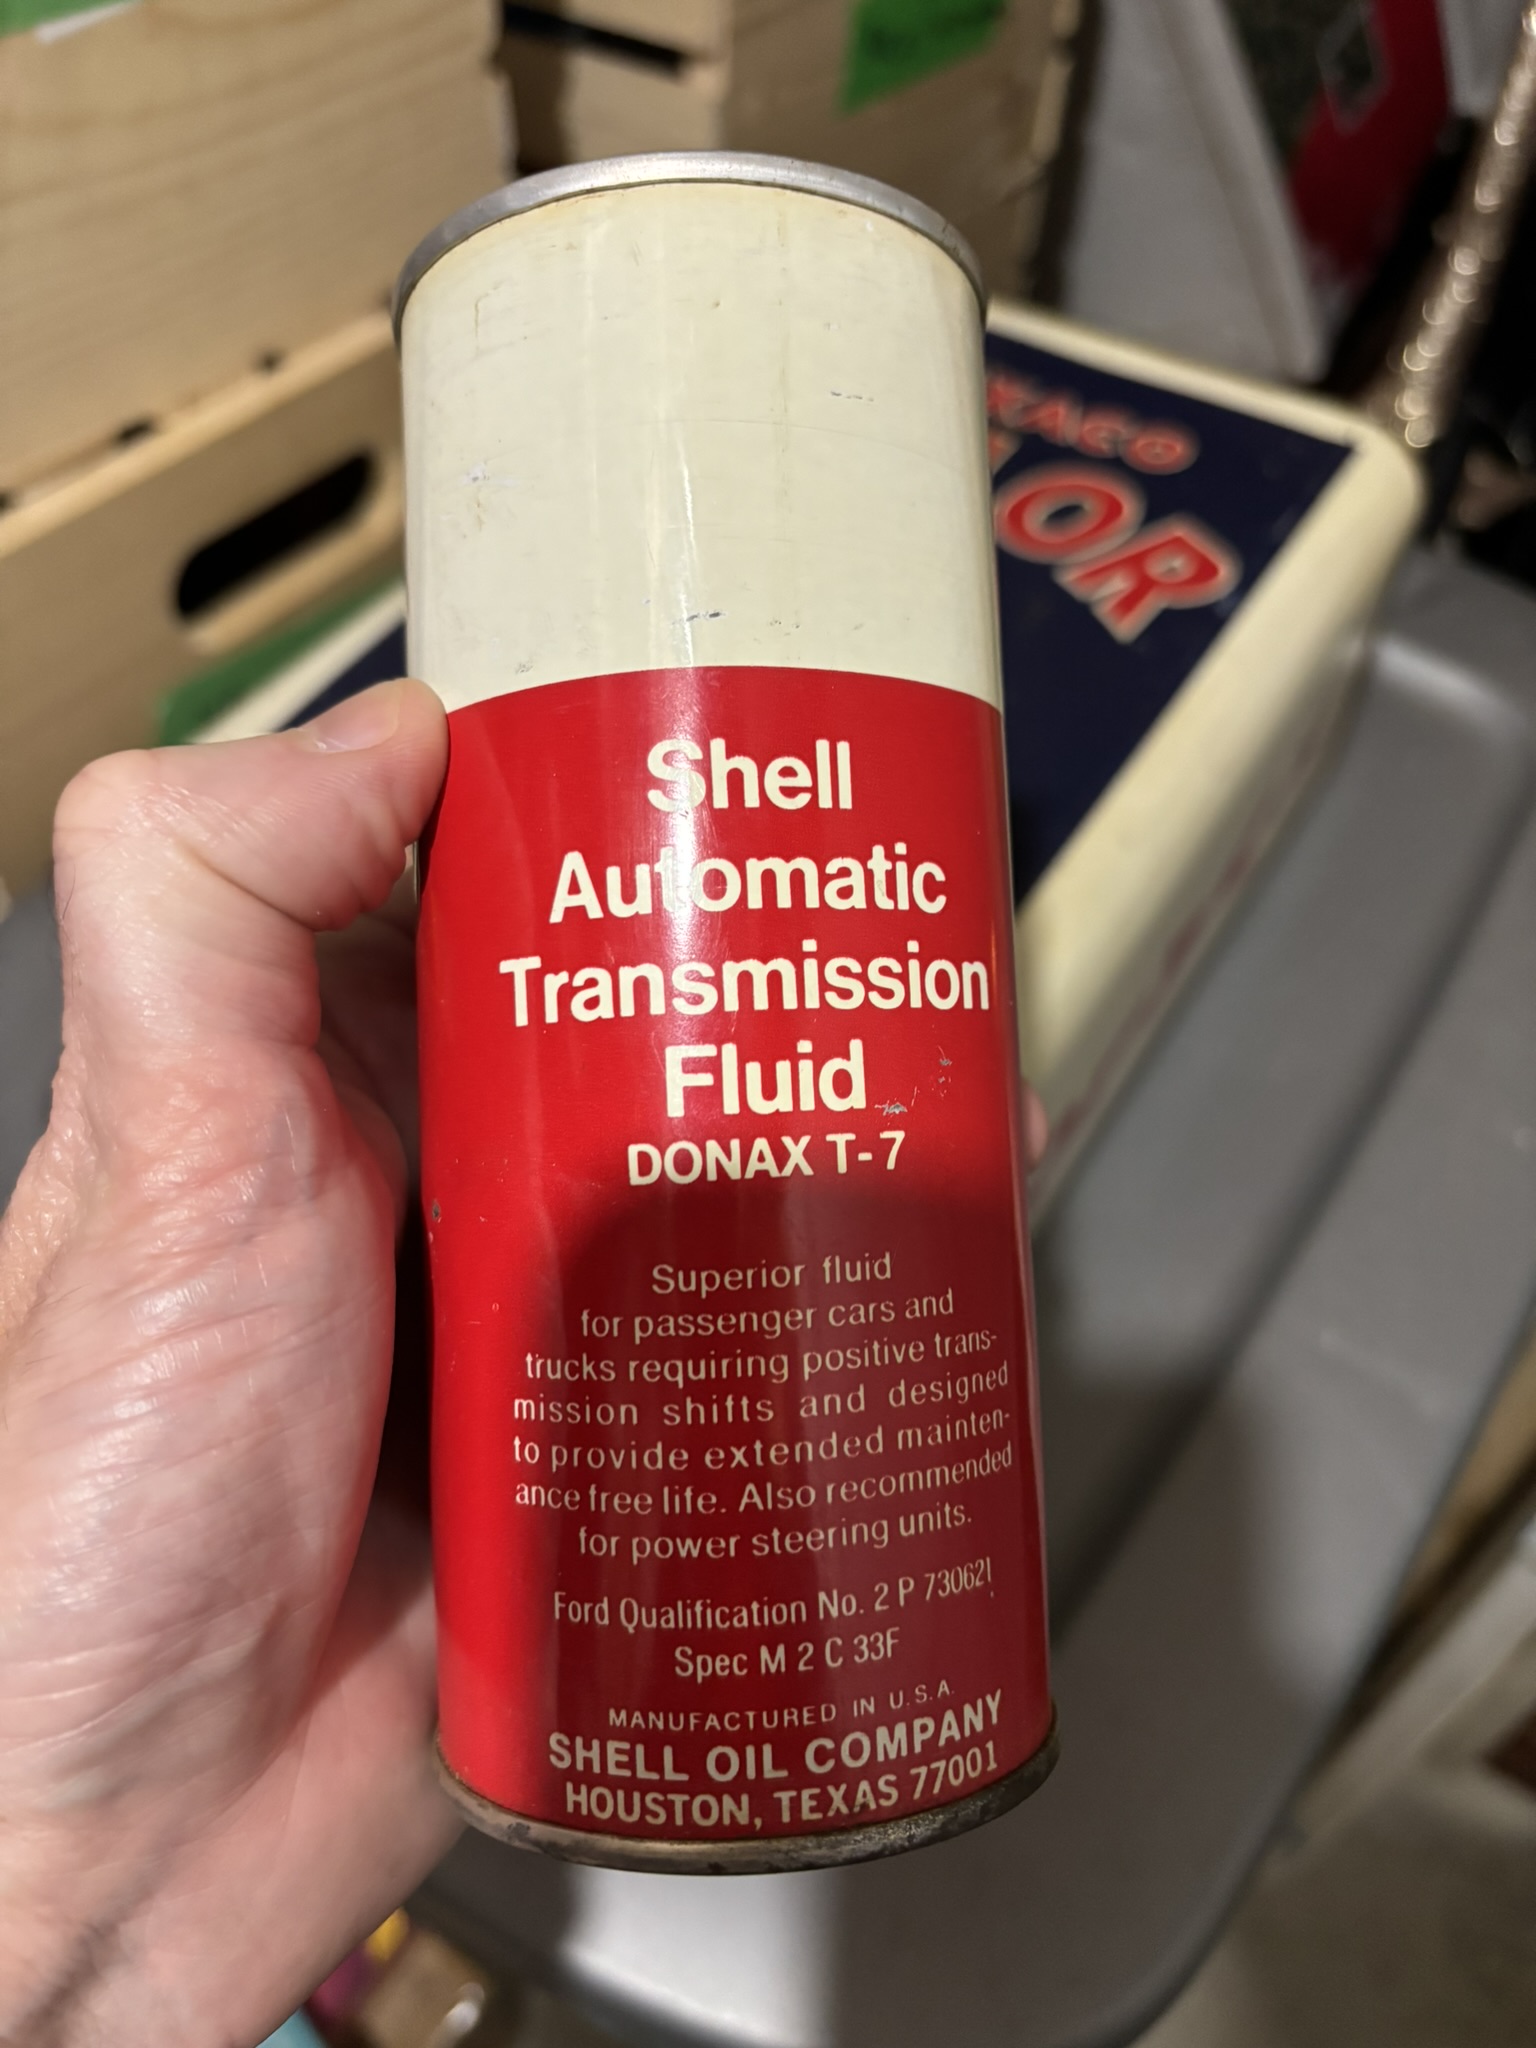 Shell
Automatic
Transmission
Fluid
DONAX T-7
Superior fluid
for passenger cars and
trucks requiring positive trans-
mission shifts and designed
to provide extended mainten-
ance free life. Also recommended
for power steering units.
Ford Qualification No. 2 P 730621
Spec M 2 C 33F
MANUFACTURED IN U.S.A.
SHELL OIL COMPANY
HOUSTON, TEXAS 77001
XACO
OR